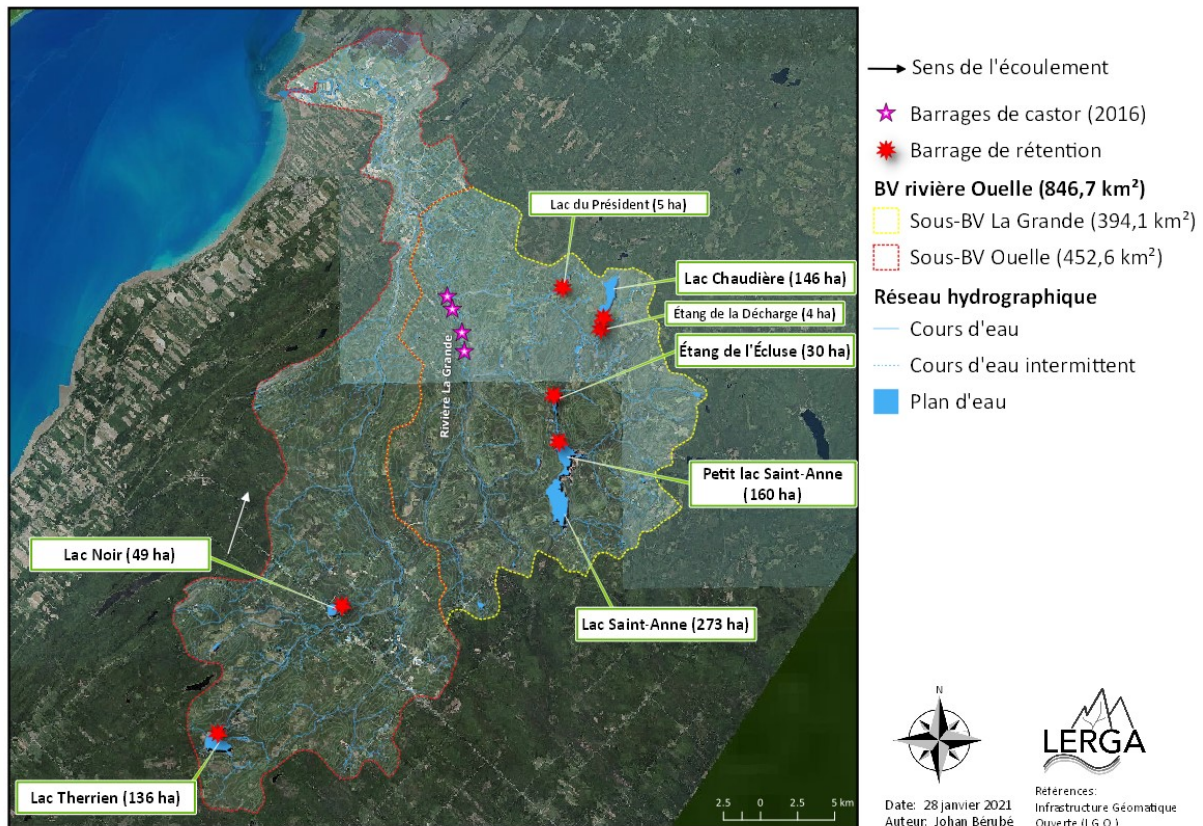 Lac du Président (5 ha)
Lac Chaudière (146 ha)
Étang de la Décharge (4 ha)
Étang de l'Écluse (30 ha)
Rivière La Grande
Petit lac Saint-Anne
(160 ha)
Lac Noir (49 ha)
Lac Saint-Anne (273 ha)
Lac Therrien (136 ha)
2.5 0 2.5 5 km
Sens de l'écoulement
Barrages de castor (2016)
Barrage de rétention
BV rivière Ouelle (846,7 km²)
Sous-BV La Grande (394,1 km²)
Sous-BV Ouelle (452,6 km²)
Réseau hydrographique
Cours d'eau
Cours d'eau intermittent
Plan d'eau
N
LERGA
Date: 28 janvier 2021
Auteur: Johan Bérubé
Références:
Infrastructure Géomatique
Ouverte (I.G.O.)